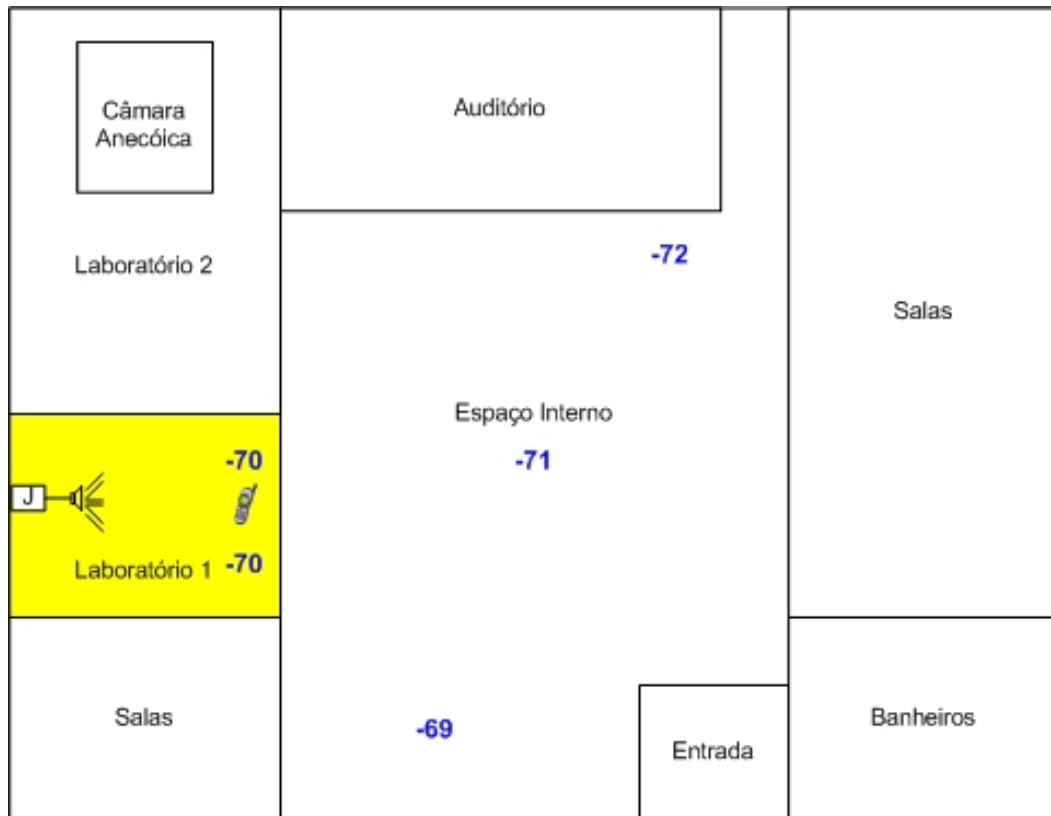 Câmara
Anecóica
Auditório
Laboratório 2
-72
Salas
Espaço Interno
-70
-71
J
Laboratório 1
-70
Salas
-69
Entrada
Banheiros